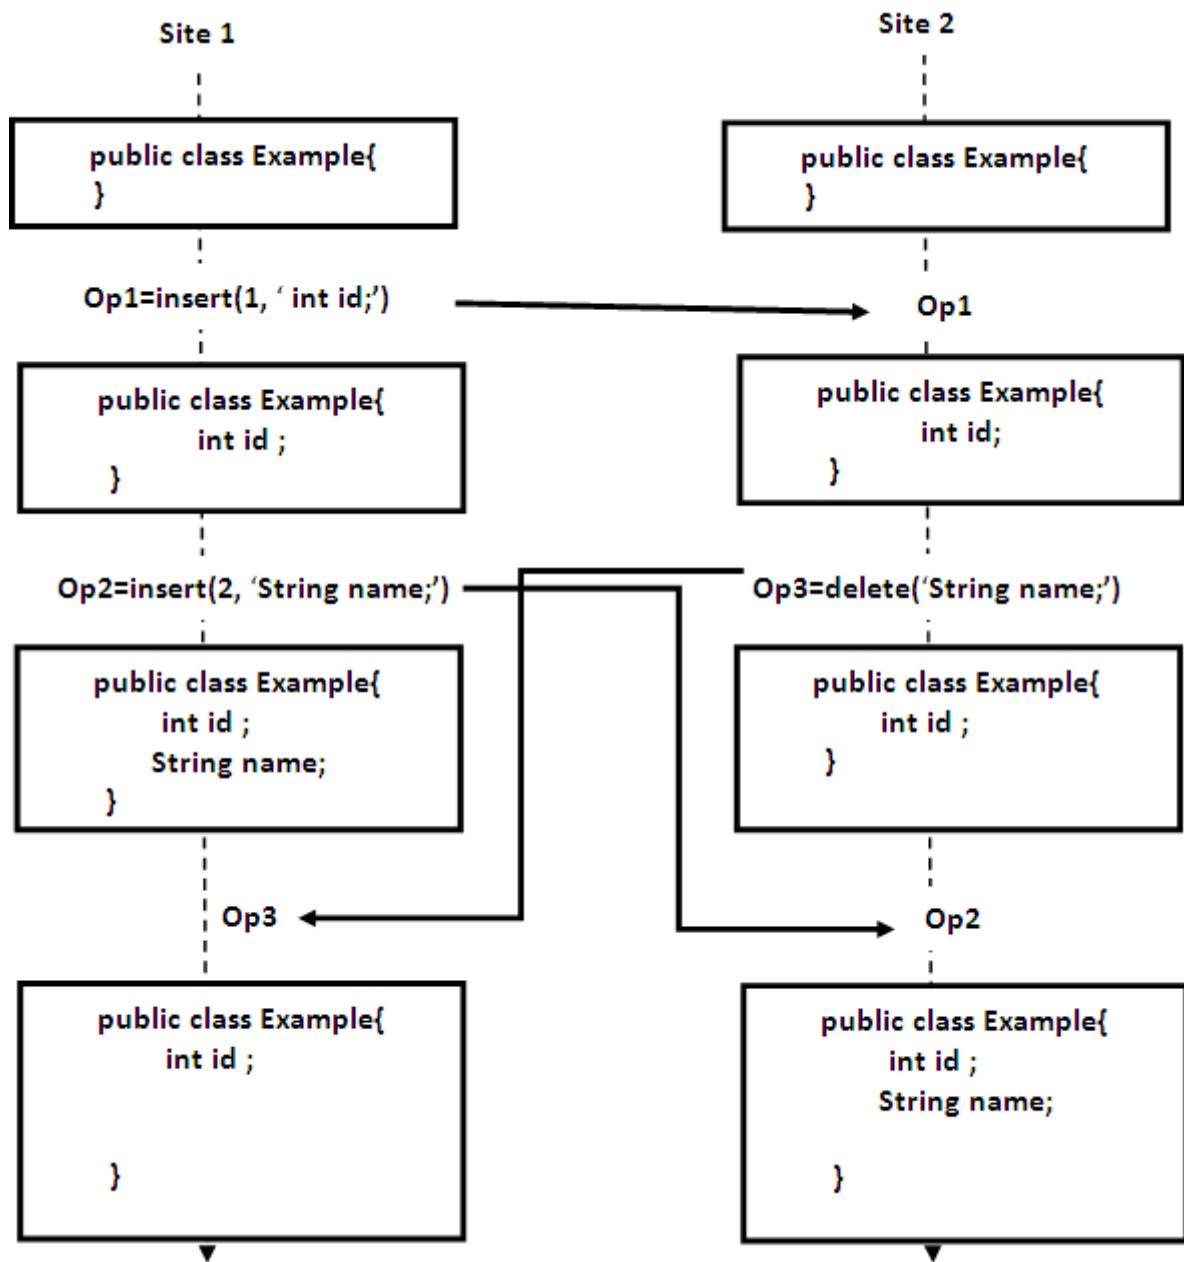 Site 1
Site 2
public class Example{
}
public class Example{
}
Op1=insert(1, ‘ int id;’)
Op1
public class Example{
int id ;
}
public class Example{
int id;
}
Op2=insert(2, ‘String name;’)
Op3=delete(‘String name;’)
public class Example{
int id ;
String name;
}
public class Example{
int id ;
}
Op3
Op2
public class Example{
int id ;
}
public class Example{
int id ;
String name;
}